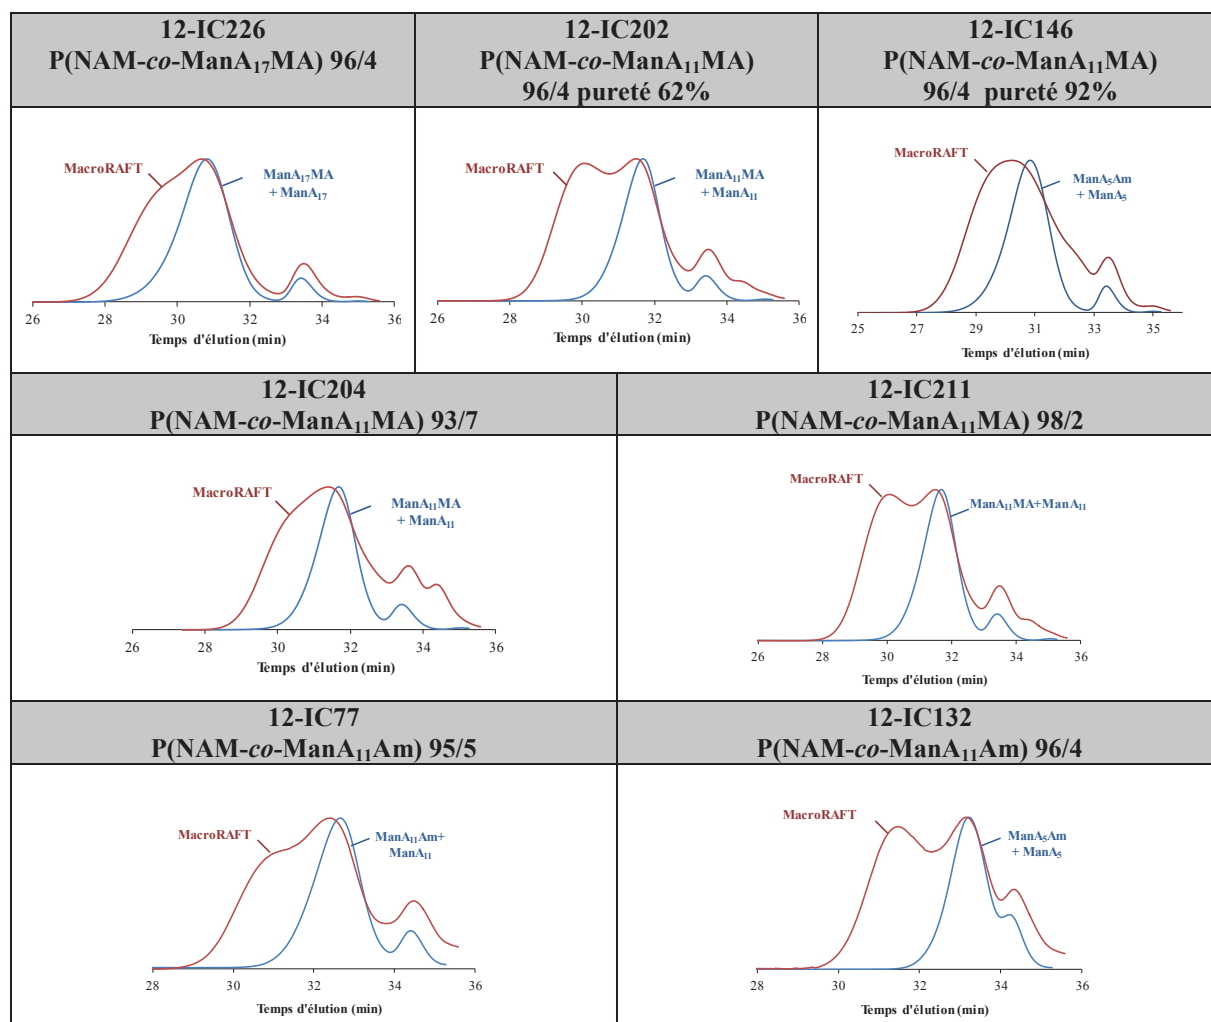 12-IC226
P(NAM-co-ManA₁₇MA) 96/4
12-IC202
P(NAM-co-ManA₁₁MA)
96/4 pureté 62%
12-IC146
P(NAM-co-ManA₁₁MA)
96/4 pureté 92%
MacroRAFT
ManA₁₇MA
+ ManA₁₇
26 28 30 32 34 36
Temps d'élution (min)
MacroRAFT
ManA₁₁MA
+ ManA₁₁
26 28 30 32 34 36
Temps d'élution (min)
MacroRAFT
ManA₅Am
+ ManA₅
25 27 29 31 33 35
Temps d'élution (min)
12-IC204
P(NAM-co-ManA₁₁MA) 93/7
12-IC211
P(NAM-co-ManA₁₁MA) 98/2
MacroRAFT
ManA₁₁MA
+ ManA₁₁
26 28 30 32 34 36
Temps d'élution (min)
MacroRAFT
ManA₁₁MA+ManA₁₁
26 28 30 32 34 36
Temps d'élution (min)
12-IC77
P(NAM-co-ManA₁₁Am) 95/5
12-IC132
P(NAM-co-ManA₁₁Am) 96/4
MacroRAFT
ManA₁₁Am+
ManA₁₁
28 30 32 34 36
Temps d'élution (min)
MacroRAFT
ManA₅Am
+ ManA₅
28 30 32 34 36
Temps d'élution (min)